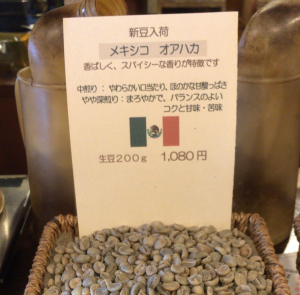 新豆入荷
メキシコ オアハカ
香ばしく、スパイシーな香りが特徴です
中煎り：やわらかい口当たり、ほのかな甘酸っぱさ
やや深煎り：まろやかで、バランスのよい
コクと甘味・苦味
生豆200g 1,080円